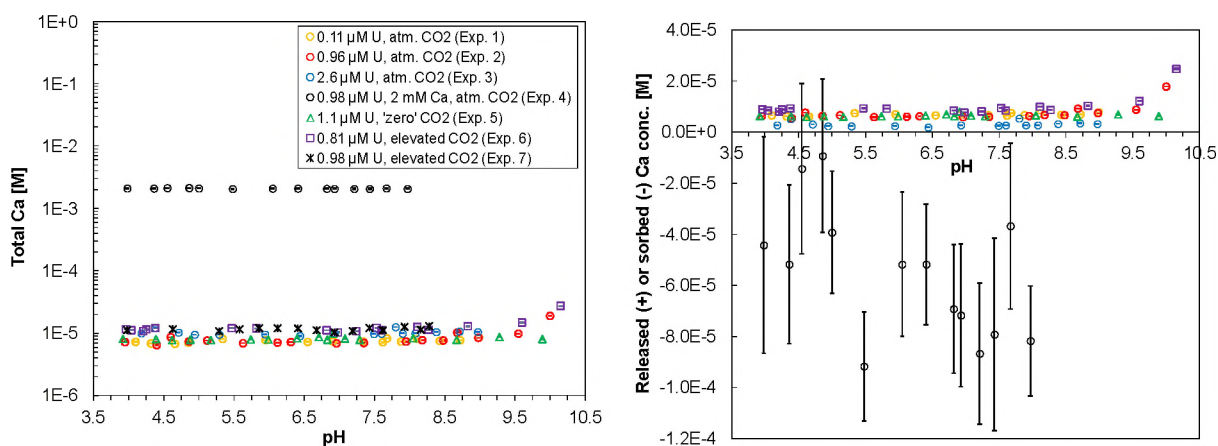 1E+0
1E-1
1E-2
1E-3
1E-4
1E-5
1E-6
Total Ca [M]
0.11 µM U, atm. CO2 (Exp. 1)
0.96 µM U, atm. CO2 (Exp. 2)
2.6 µM U, atm. CO2 (Exp. 3)
0.98 µM U, 2 mM Ca, atm. CO2 (Exp. 4)
1.1 µM U, 'zero' CO2 (Exp. 5)
0.81 µM U, elevated CO2 (Exp. 6)
0.98 µM U, elevated CO2 (Exp. 7)
3.5 4.5 5.5 6.5 7.5 8.5 9.5 10.5
pH
Released (+) or sorbed (-) Ca conc. [M]
4.0E-5
2.0E-5
0.0E+0
-2.0E-5
-4.0E-5
-6.0E-5
-8.0E-5
-1.0E-4
-1.2E-4
3.5 4.5 5.5 6.5 7.5 8.5 9.5 10.5
pH